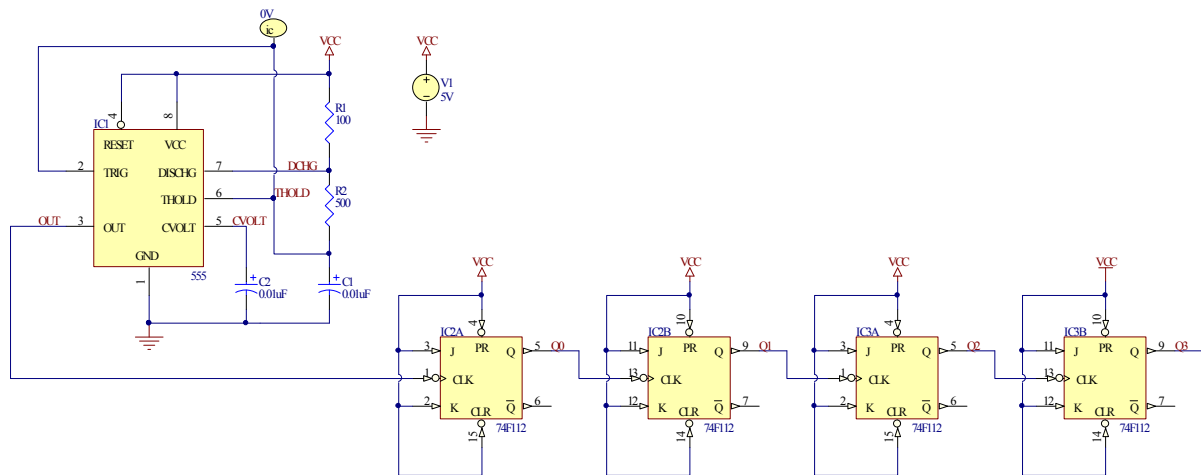 0V
ic
VCC
VCC
V1
5V
R1
100
4
8
IC1
RESET
VCC
2
TRIG
DISCHG
7
DCHG
THOLD
6
THOLD
R2
500
OUT
3
OUT
CVOLT
5
CVOLT
GND
555
1
C2
0.01uF
C1
0.01uF
VCC
4
IC2A
3
J
PR
Q
5
Q0
1
CLK
2
K
CLR
Q
6
15
74F112
VCC
10
IC2B
11
J
PR
Q
9
Q1
13
CLK
12
K
CLR
Q
7
14
74F112
VCC
4
IC3A
3
J
PR
Q
5
Q2
1
CLK
2
K
CLR
Q
6
15
74F112
VCC
10
IC3B
11
J
PR
Q
9
Q3
13
CLK
12
K
CLR
Q
7
14
74F112